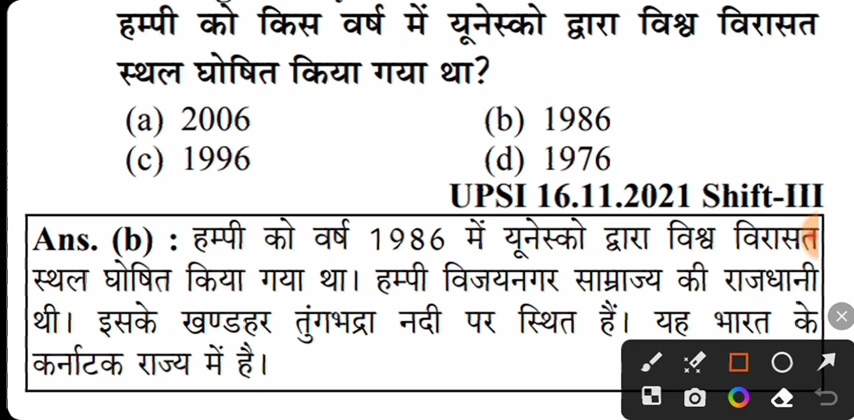 हम्पी को किस वर्ष में यूनेस्को द्वारा विश्व विरासत
स्थल घोषित किया गया था?
(a) 2006 (b) 1986
(c) 1996 (d) 1976
UPSI 16.11.2021 Shift-III
Ans. (b) : हम्पी को वर्ष 1986 में यूनेस्को द्वारा विश्व विरासत
स्थल घोषित किया गया था। हम्पी विजयनगर साम्राज्य की राजधानी
थी। इसके खण्डहर तुंगभद्रा नदी पर स्थित हैं। यह भारत के
कर्नाटक राज्य में है।